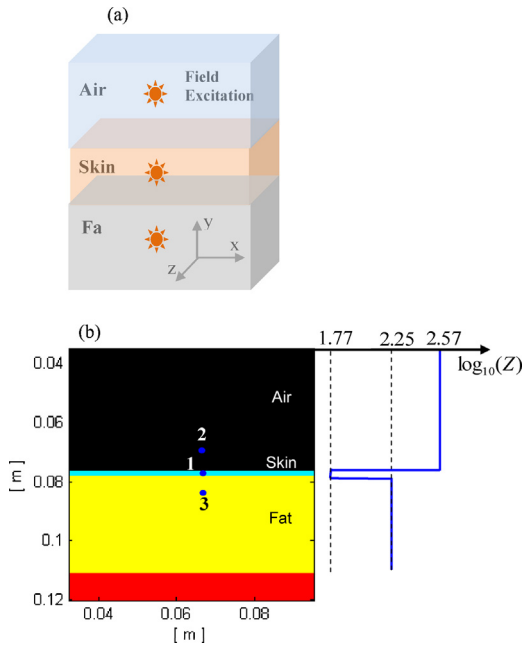 (a)
Air
Field
Excitation
Skin
Fa
y
x
z
(b)
1.77 2.25 2.57
log10(Z)
0.04
0.06
0.08
0.1
0.12
[ m ]
Air
2
1
Skin
3
Fat
0.04 0.06 0.08
[ m ]